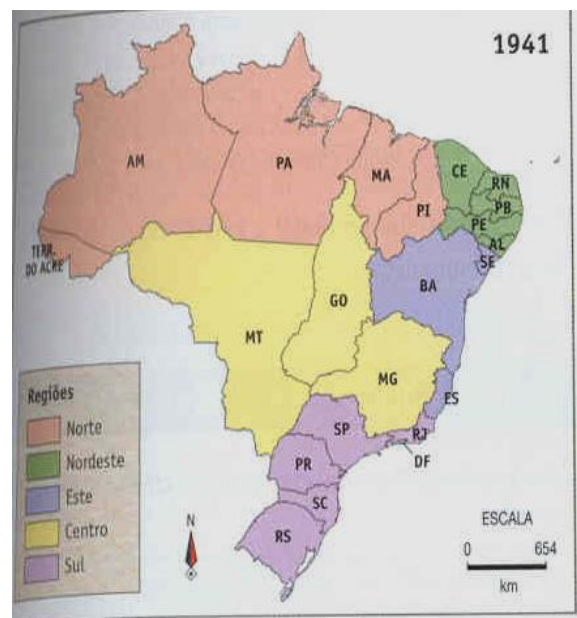 1941
AM
PA
MA
CE
RN
PB
PI
PE
AL
SE
TERR.
DO ACRE
BA
GO
MT
MG
ES
SP
RJ
DF
PR
SC
RS
Regiões
Norte
Nordeste
Este
Centro
Sul
N
ESCALA
0 654
km